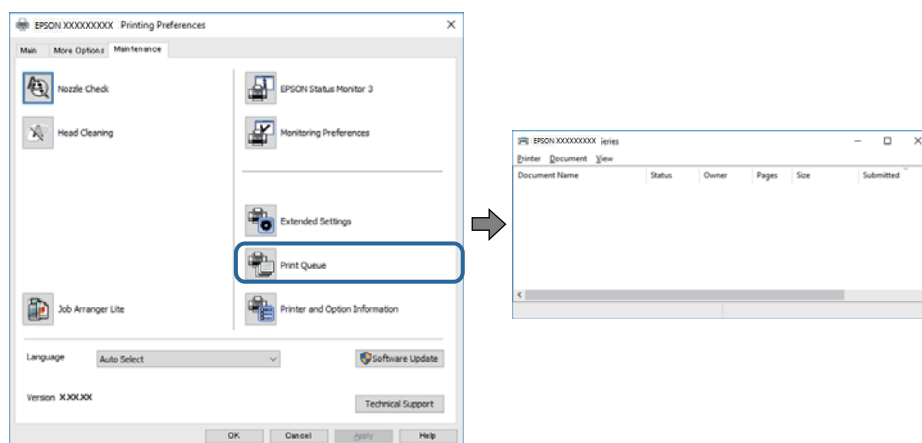 EPSON XXXXXXXXX Printing Preferences
Main More Options Maintenance
Nozzle Check
EPSON Status Monitor 3
Head Cleaning
Monitoring Preferences
Extended Settings
Print Queue
Job Arranger Lite
Printer and Option Information
Language Auto Select
Software Update
Version X.XX.XX
Technical Support
OK Cancel Apply Help
EPSON XXXXXXXXX ieries
Printer Document View
Document Name Status Owner Pages Size Submitted